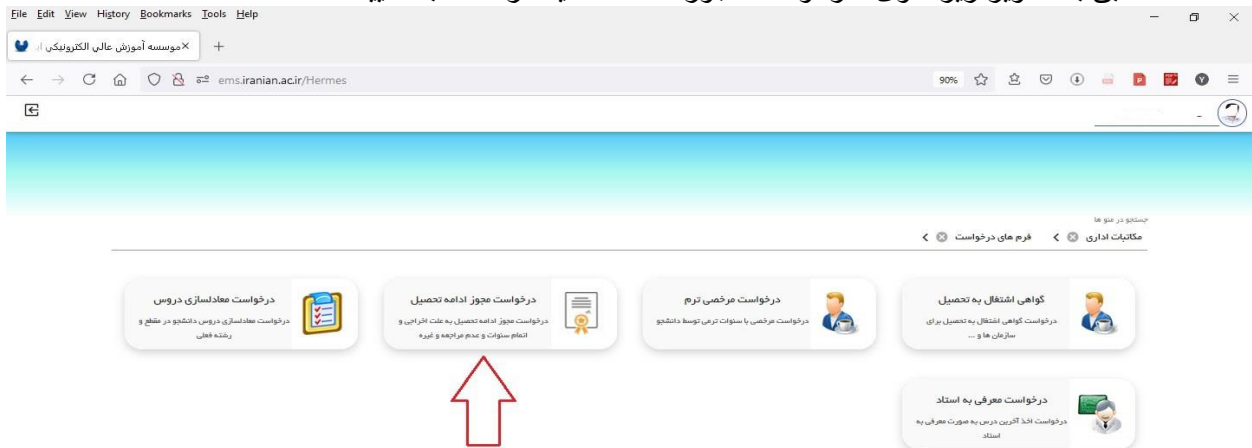 File Edit View History Bookmarks Tools Help
موسسه آموزش عالی الکترونیکی
ems.iranian.ac.ir/Hermes
90%
جستجو در منو ها
مکاتبات اداری
فرم های درخواست
گواهی اشتغال به تحصیل
درخواست گواهی اشتغال به تحصیل برای
سازمان ها و ...
درخواست مرخصی ترم
درخواست مرخصی با سنوات ترمی توسط دانشجو
درخواست مجوز ادامه تحصیل
درخواست مجوز ادامه تحصیل به علت اخراجی و
اتمام سنوات و عدم مراجعه و غیره
درخواست معادلسازی دروس
درخواست معادلسازی دروس دانشجو در مقطع و
رشته فعلی
درخواست معرفی به استاد
درخواست اخذ آخرین درس به صورت معرفی به
استاد